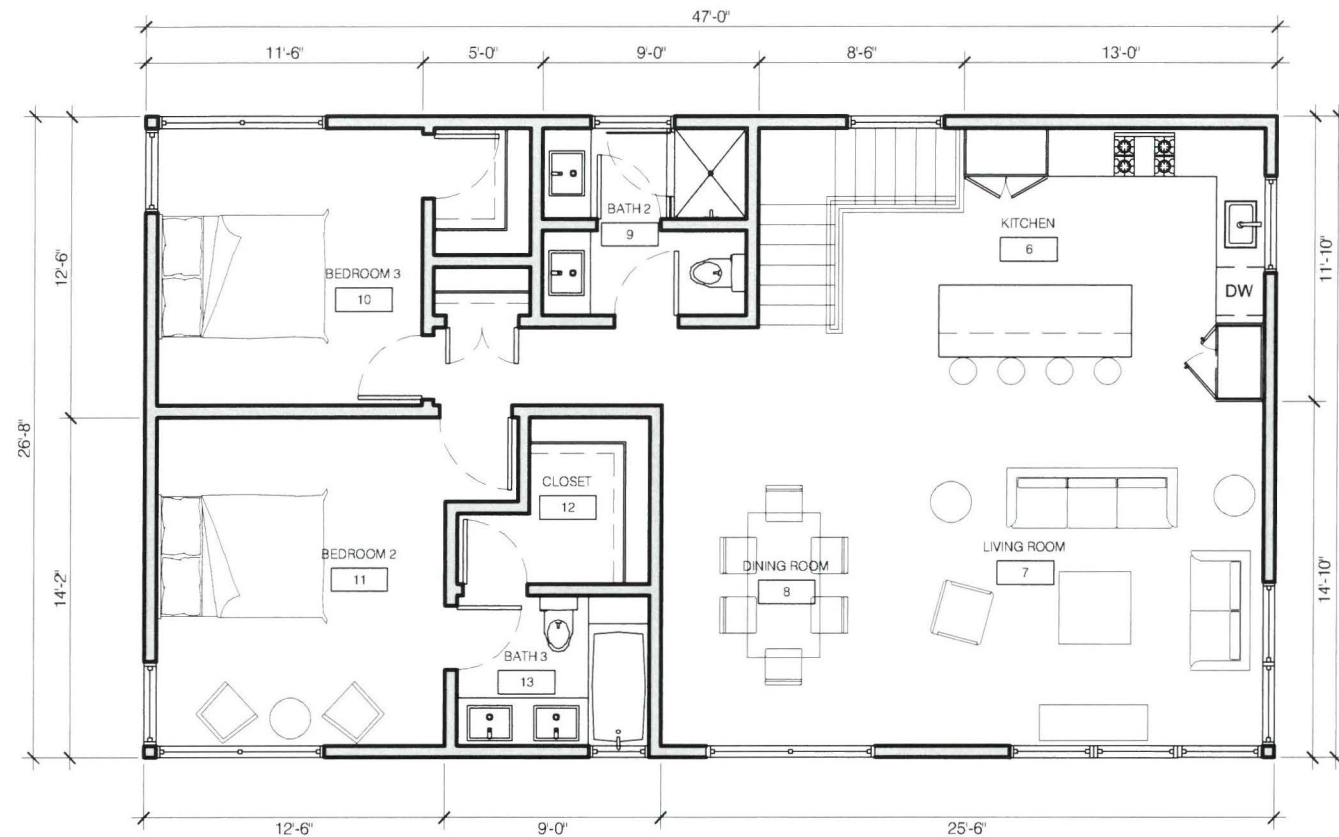 47'-0"
11'-6"
5'-0"
9'-0"
8'-6"
13'-0"
26'-8"
12'-6"
14'-2"
11'-10"
14'-10"
BATH 2
9
KITCHEN
6
BEDROOM 3
10
DW
CLOSET
12
BEDROOM 2
11
DINING ROOM
8
LIVING ROOM
7
BATH 3
13
12'-6"
9'-0"
25'-6"